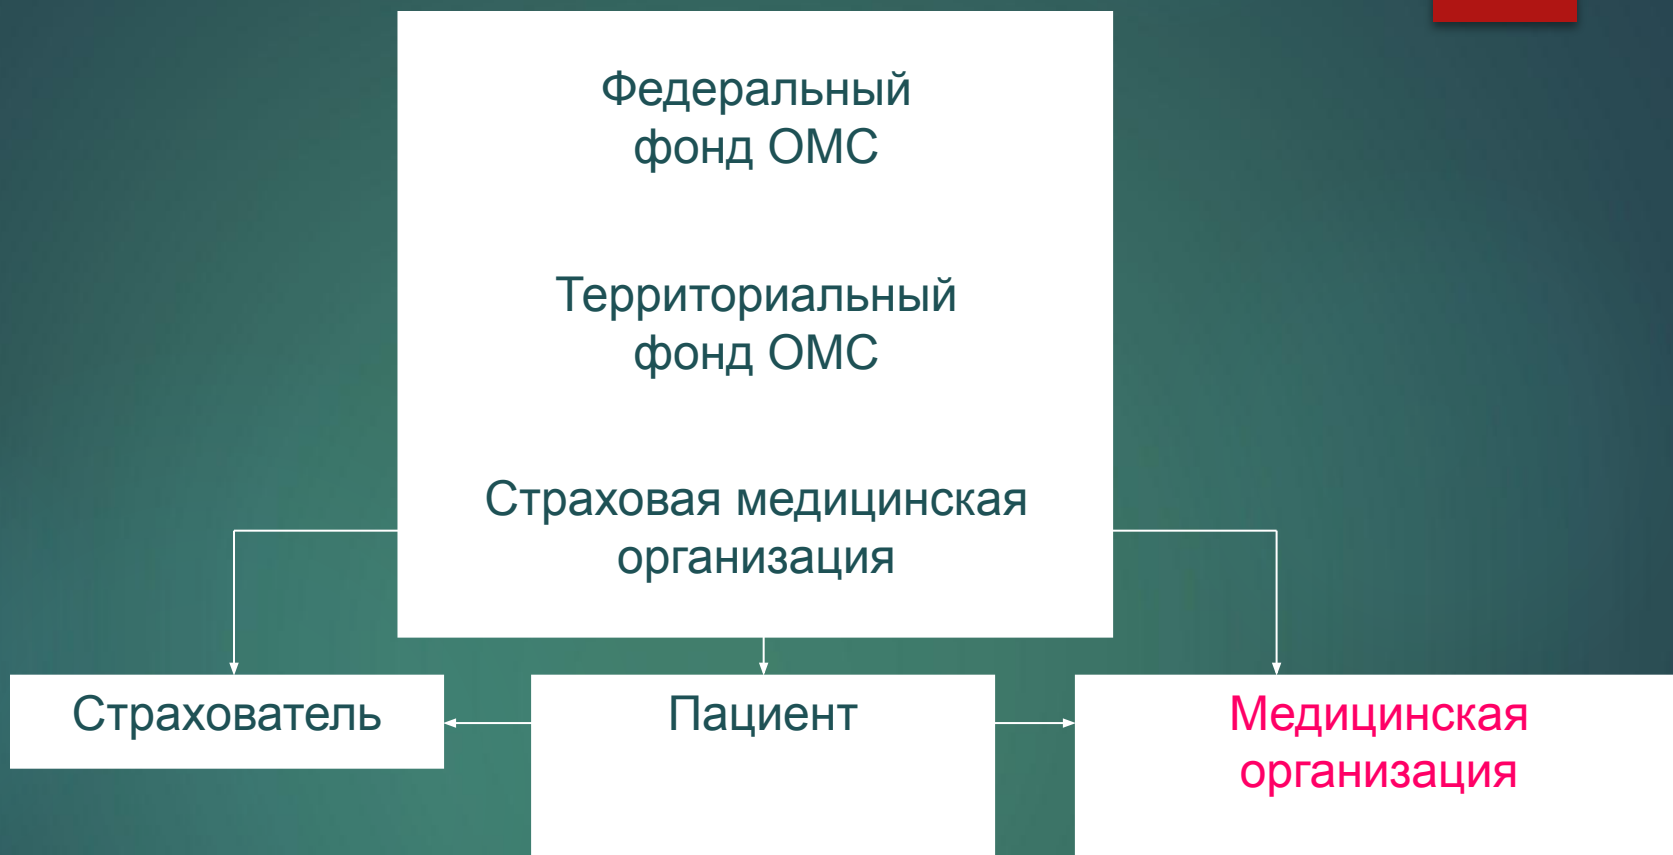 Федеральный
фонд ОМС
Территориальный
фонд ОМС
Страховая медицинская
организация
Страхователь
Пациент
Медицинская
организация